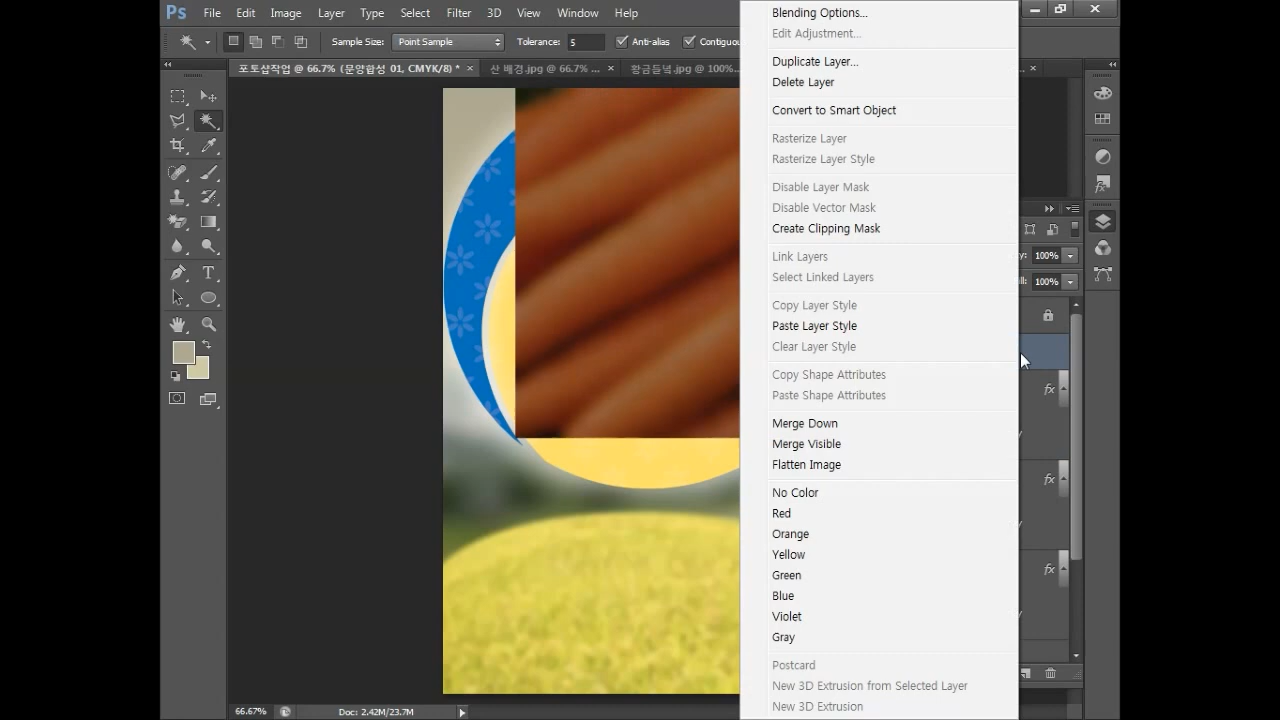 Ps File Edit Image Layer Type Select Filter 3D View Window Help
Sample Size: Point Sample Tolerance: 5 Anti-alias Contiguou
포토샵작업 @ 66.7% (문양합성 01, CMYK/8) * × 산 배경.jpg @ 66.7% ... × 황금들녘.jpg @ 100%... ×
Blending Options...
Edit Adjustment...
Duplicate Layer...
Delete Layer
Convert to Smart Object
Rasterize Layer
Rasterize Layer Style
Disable Layer Mask
Disable Vector Mask
Create Clipping Mask
Link Layers
Select Linked Layers
Copy Layer Style
Paste Layer Style
Clear Layer Style
Copy Shape Attributes
Paste Shape Attributes
Merge Down
Merge Visible
Flatten Image
No Color
Red
Orange
Yellow
Green
Blue
Violet
Gray
Postcard
New 3D Extrusion from Selected Layer
New 3D Extrusion
y: 100%
ll: 100%
fx
fx
fx
66.67% Doc: 2.42M/23.7M